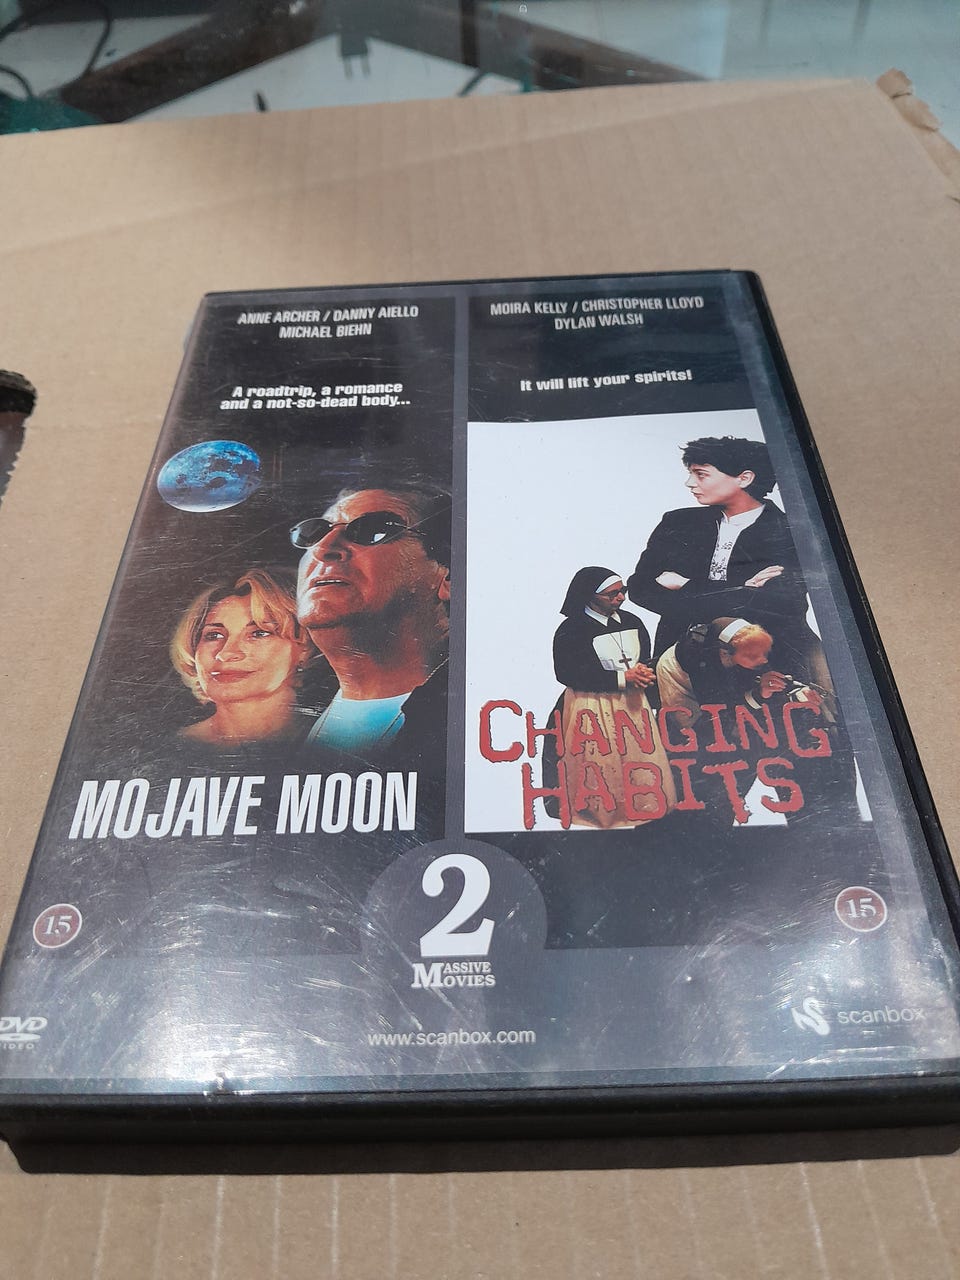 ANNE ARCHER / DANNY AIELLO
MICHAEL BIEHN
A roadtrip, a romance
and a not-so-dead body...
MOJAVE MOON
15
MOIRA KELLY / CHRISTOPHER LLOYD
DYLAN WALSH
It will lift your spirits!
CHANGING
HABITS
15
2
MASSIVE
MOVIES
DVD
VIDEO
www.scanbox.com
scanbox